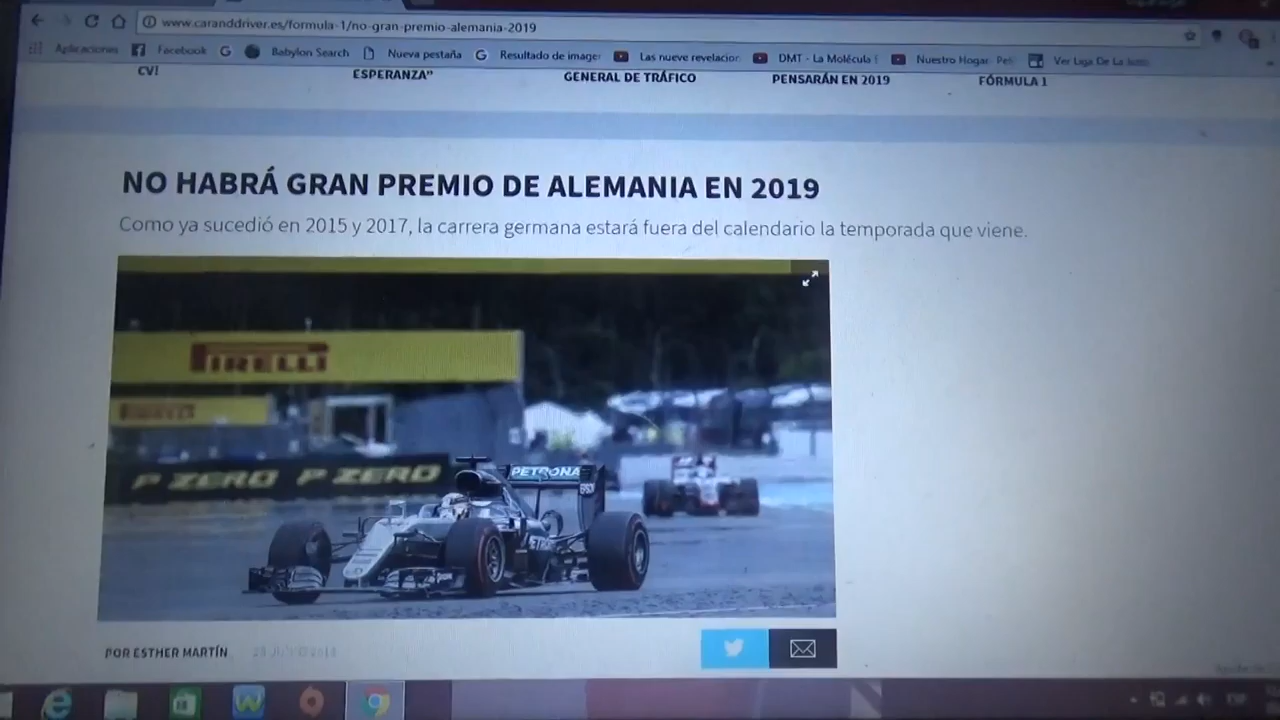 www.caranddriver.es/formula-1/no-gran-premio-alemania-2019
Aplicaciones Facebook Babylon Search Nueva pestaña Resultado de image Las nueve revelacion DMT - La Molécula Nuestro Hogar Ver Liga De La
CVI ESPERANZA" GENERAL DE TRÁFICO PENSARÁN EN 2019 FÓRMULA 1
NO HABRÁ GRAN PREMIO DE ALEMANIA EN 2019
Como ya sucedió en 2015 y 2017, la carrera germana estará fuera del calendario la temporada que viene.
PIRELLI
PIRELLI
P ZERO P ZERO
PETRONAS
POR ESTHER MARTÍN